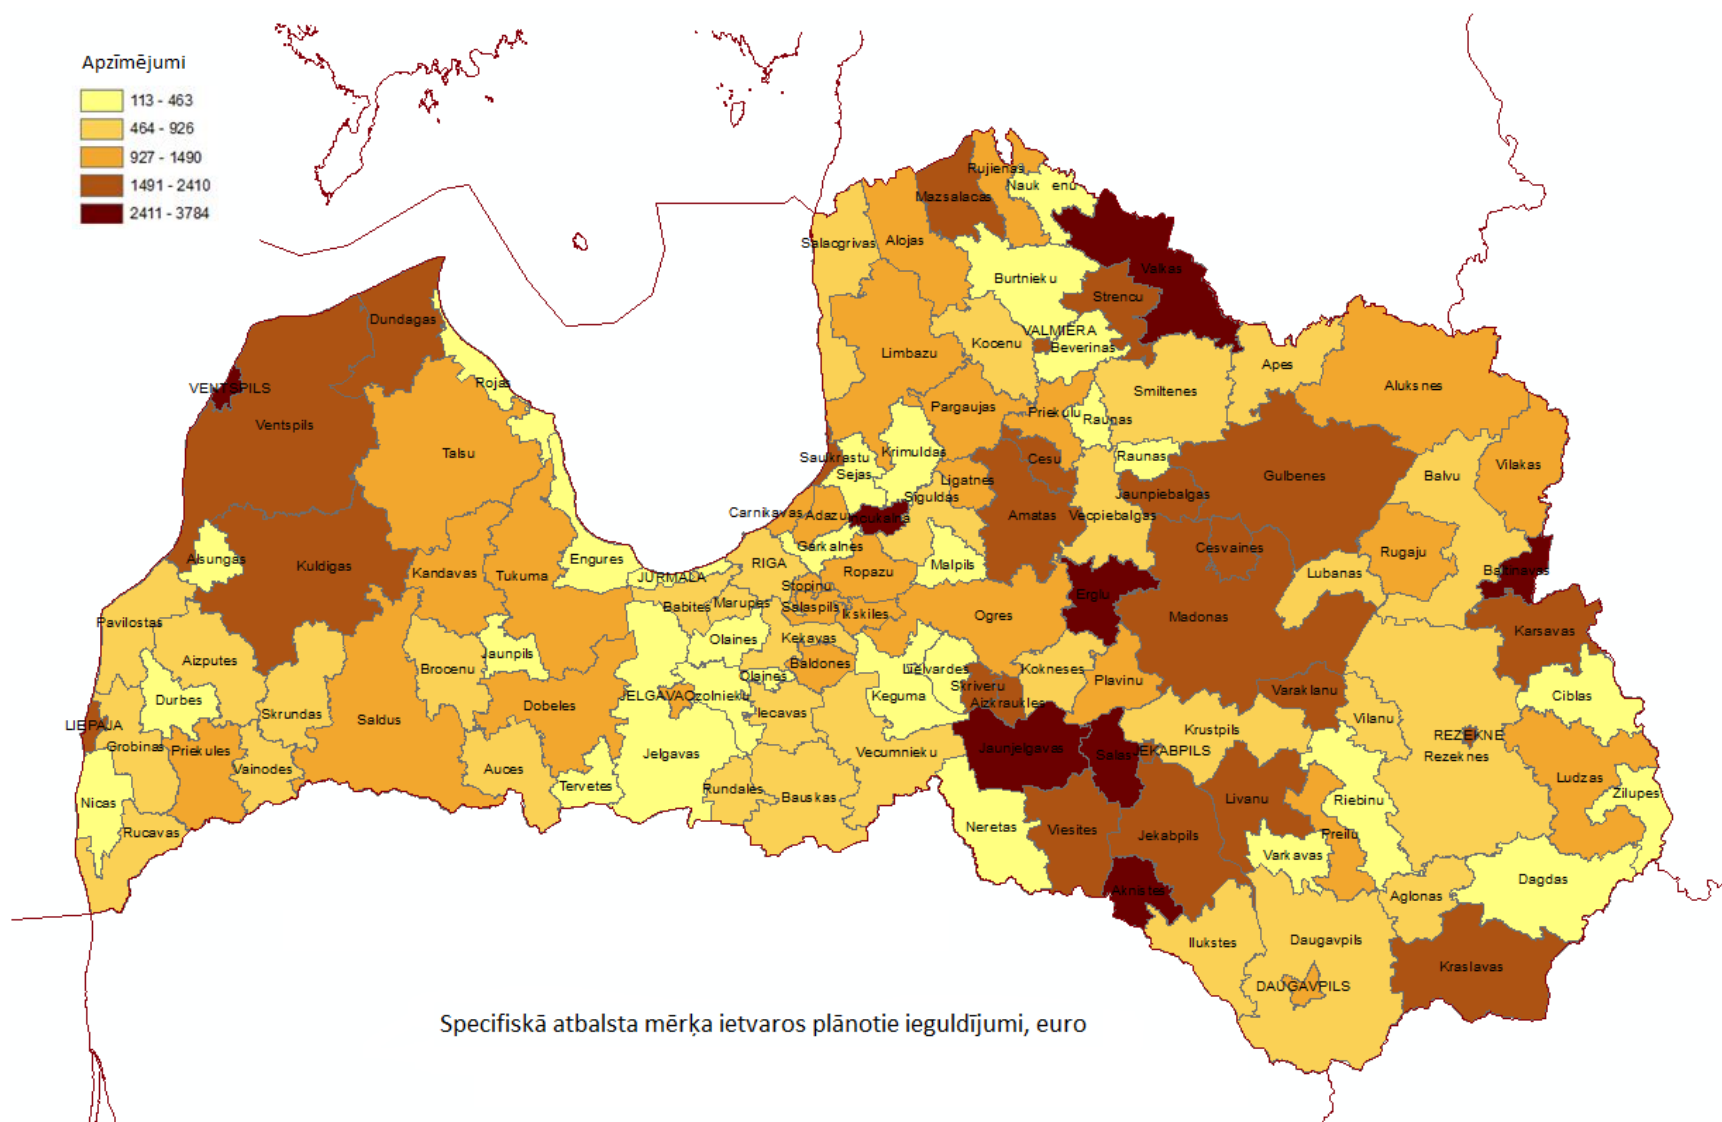 Apzīmējumi
113 - 463
464 - 926
927 - 1490
1491 - 2410
2411 - 3784
Rujienas
Mazsalacas
Salacgrivas
Alojas
Valkas
Burtnieku
Strencu
Dundagas
VALMIERA
Kocenu
Beverinas
Limbazu
Apes
Rojas
VENTSPILS
Smiltenes
Aluksnes
Pargaujas
Priekulu
Raunas
Ventspils
Talsu
Krimuldas
Saulkrastu
Cesu
Raunas
Sejas
Gulbenes
Balvu
Vilakas
Ligatnes
Siguldas
Jaunpiebalgas
Carnikavas
Adazu
Amatas
Vecpiebalgas
Garkalnes
Cesvaines
Rugaju
Alsungas
Kuldigas
Kandavas
Tukuma
Engures
JURMALA
RIGA
Ropazu
Malpils
Lubanas
Baltinavas
Stopinu
Erglu
Babites
Marupes
Salaspils
Ikskiles
Ogres
Madonas
Pavilostas
Karsavas
Olaines
Kekavas
Aizputes
Jaunpils
Brocenu
Baldones
Lielvardes
Kokneses
Plavinu
Olaines
Skriveru
Varaklanu
Durbes
JELGAVA
Ozolnieku
Keguma
Aizkraukles
Ciblas
Skrundas
Saldus
Dobeles
Iecavas
Vilanu
LIEPAJA
Krustpils
REZEKNE
Grobinas
Priekules
Jelgavas
Vecumnieku
Jaunjelgavas
Salas
JEKABPILS
Rezeknes
Vainodes
Auces
Tervetes
Rundales
Bauskas
Livanu
Riebinu
Ludzas
Zilupes
Nicas
Rucavas
Neretas
Viesites
Jekabpils
Preilu
Varkavas
Aknistes
Aglonas
Dagdas
Ilukstes
Daugavpils
Kraslavas
DAUGAVPILS
Specifiskā atbalsta mērķa ietvaros plānotie ieguldījumi, euro